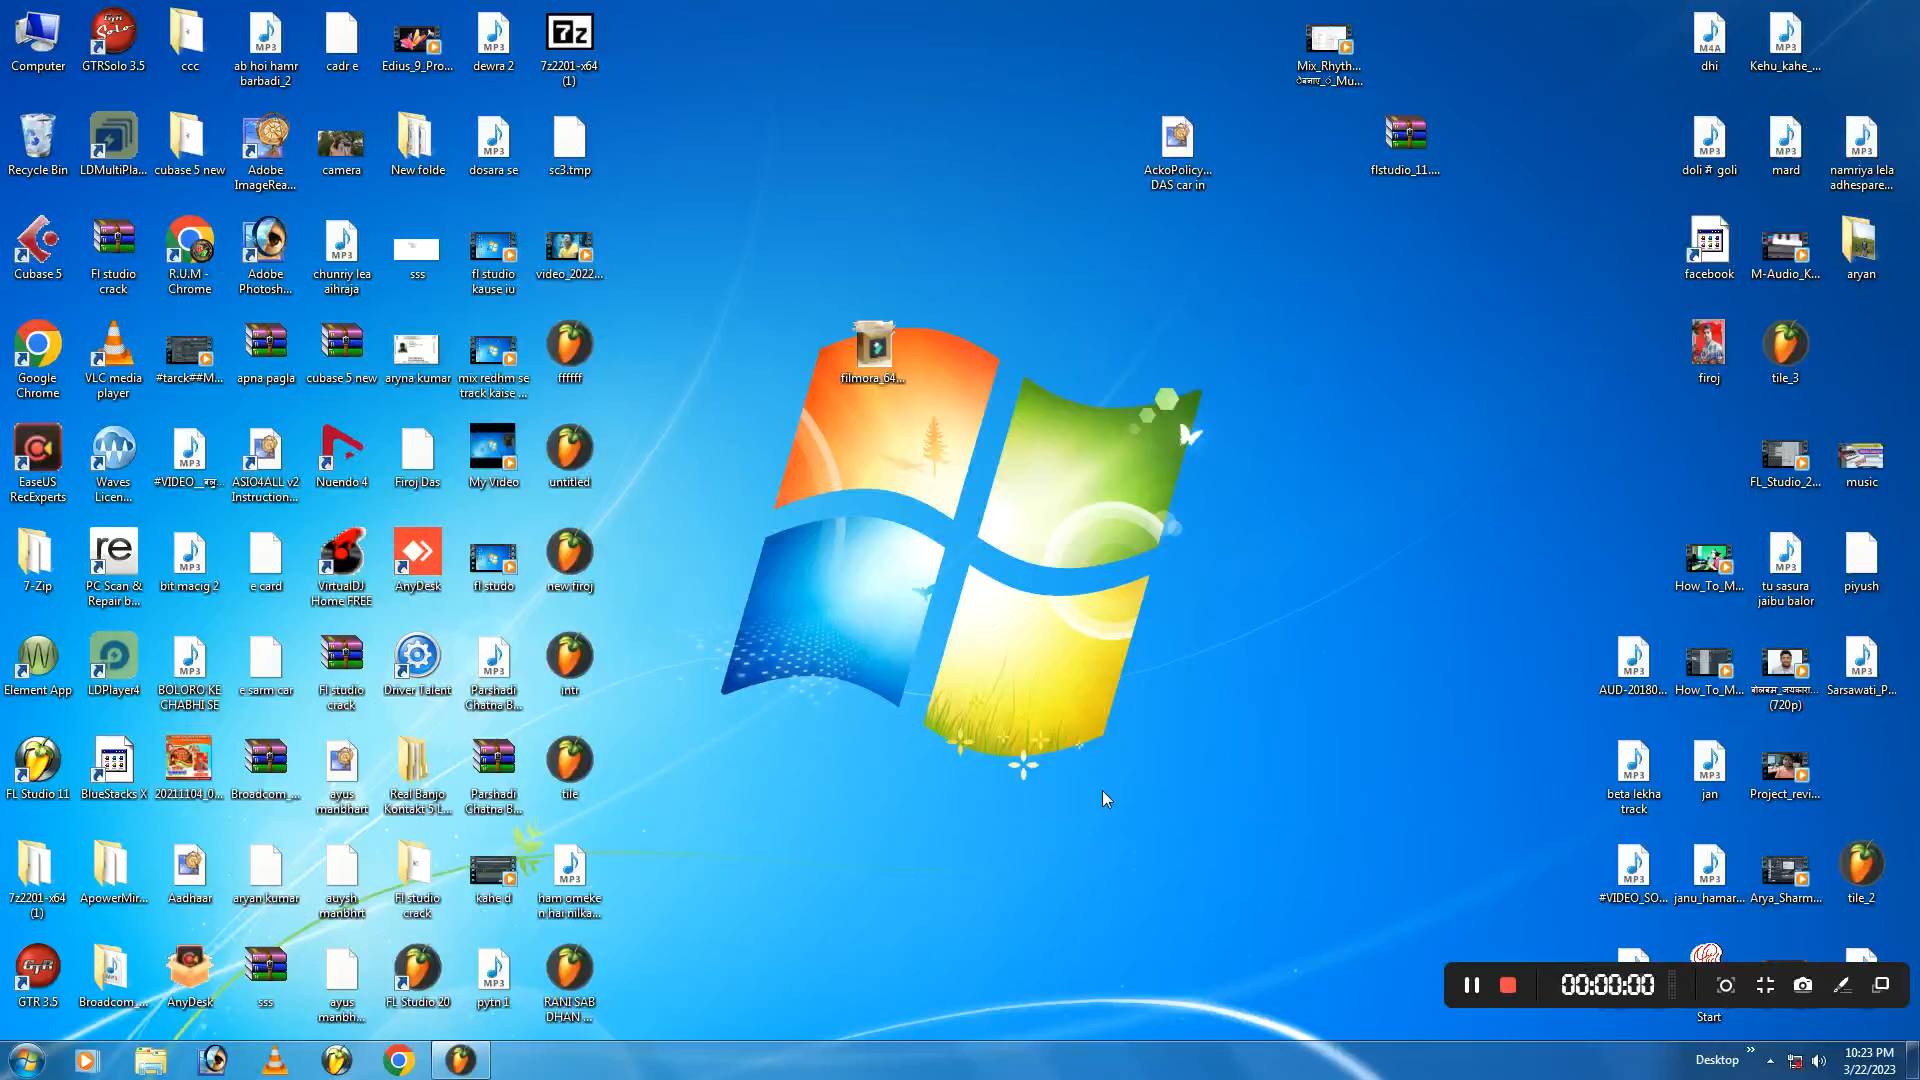 Computer
GTRSolo 3.5
ccc
ab hoi hamr
barbadi_2
cadr e
Edius_9_Pro...
dewra 2
7z
7z2201-x64
(1)
Mix_Rhyth...
dhi
Kehu_kahe_...
Recycle Bin
LDMultiPla...
cubase 5 new
Adobe
ImageRea...
camera
New folde
dosara se
sc3.tmp
AckoPolicy...
DAS car in
flstudio_11....
doli में goli
mard
namriya lela
adhespare...
Cubase 5
Fl studio
crack
R.U.M -
Chrome
Adobe
Photosh...
chunriy lea
aihraja
sss
fl studio
kause iu
video_2022...
facebook
M-Audio_K...
aryan
Google
Chrome
VLC media
player
#tarck##M...
apna pagla
cubase 5 new
aryna kumar
mix redhm se
track kaise ...
ffffff
filmora_64...
firoj
tile_3
EaseUS
RecExperts
Waves
Licen...
ASIO4ALL v2
Instruction...
Nuendo 4
Firoj Das
My Video
untitled
FL_Studio_2...
music
7-Zip
re
PC Scan &
Repair b...
bit macig 2
e card
VirtualDJ
Home FREE
AnyDesk
fl studo
new firoj
How_To_M...
tu sasura
jaibu balor
piyush
Element App
LDPlayer4
BOLORO KE
CHABHI SE
e sarm car
Fl studio
crack
Driver Talent
Parshadi
Chatna B...
intr
AUD-20180...
How_To_M...
(720p)
Sarsawati_P...
FL Studio 11
BlueStacks X
20211104_0...
Broadcom_...
ayus
manbhart
Real Banjo
Kontakt 5 L...
Parshadi
Chatna B...
tile
beta lekha
track
jan
Project_revi...
7z2201-x64
(1)
ApowerMir...
Aadhaar
aryan kumar
auysh
manbhrt
Fl studio
crack
kahe d
ham omeke
n hai nilka...
#VIDEO_SO...
janu_hamar...
Arya_Sharm...
tile_2
GTR 3.5
Broadcom_...
AnyDesk
sss
ayus
manbh...
FL Studio 20
pytn 1
RANI SAB
DHAN ...
00:00:00
Start
Desktop
10:23 PM
3/22/2023